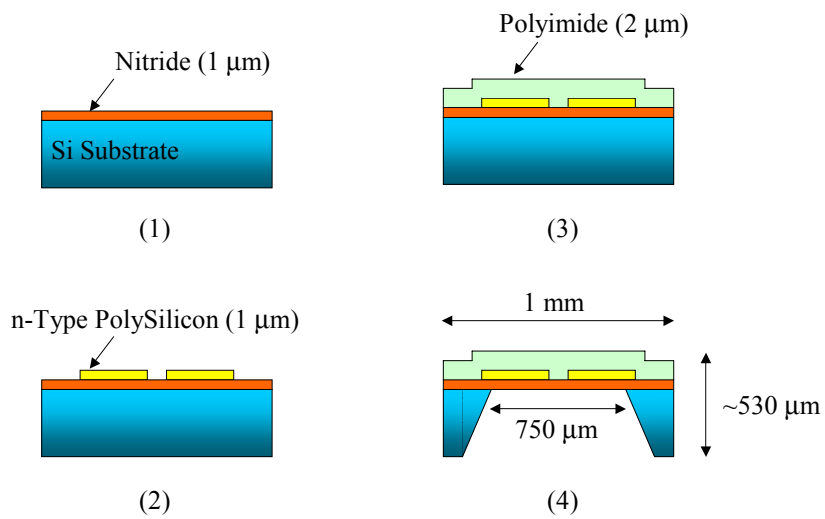 Nitride (1 μm)
Si Substrate
(1)
Polyimide (2 μm)
(3)
n-Type PolySilicon (1 μm)
(2)
1 mm
750 μm
~530 μm
(4)